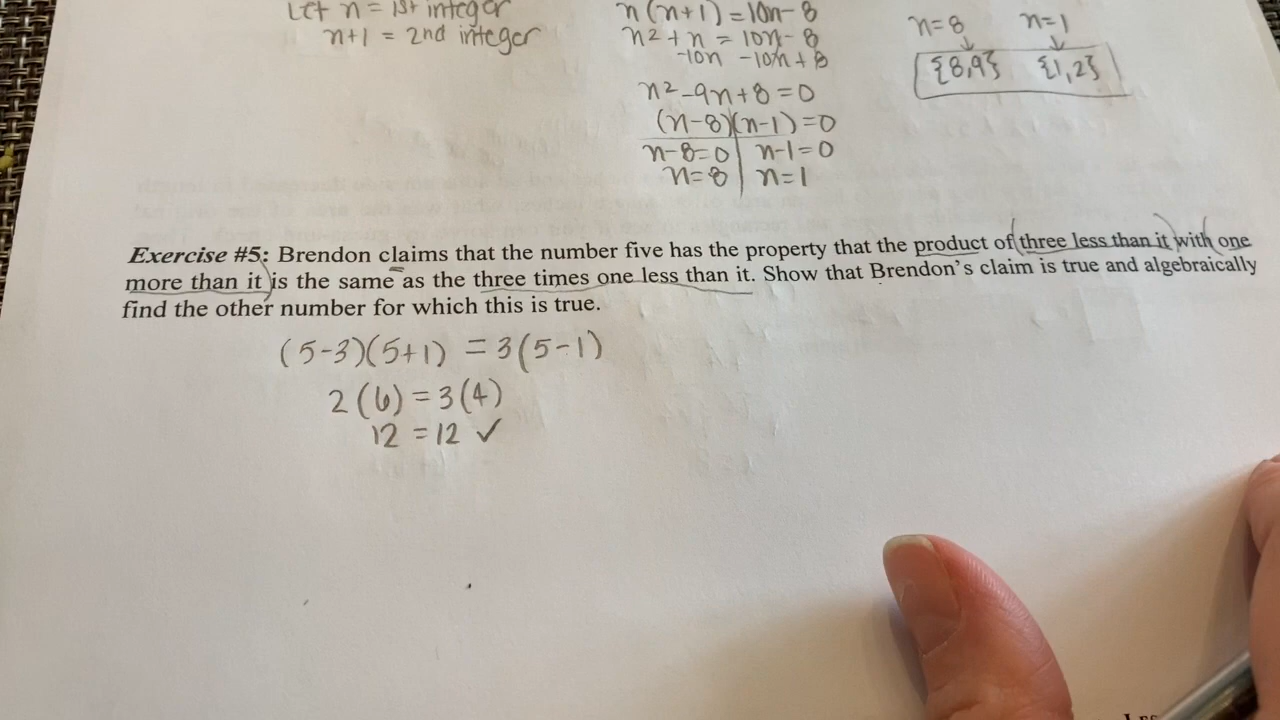 Let n = 1st integer
n+1 = 2nd integer
n(n+1)=10n-8
n²+n = 10n-8
-10n -10n+8
n²-9n+8=0
(n-8)(n-1)=0
n-8=0 | n-1=0
n=8 | n=1
n=8 n=1
{8,9} {1,2}
Exercise #5: Brendon claims that the number five has the property that the product of (three less than it) with (one
more than it) is the same as the three times one less than it. Show that Brendon's claim is true and algebraically
find the other number for which this is true.
(5-3)(5+1) = 3(5-1)
2(6) = 3(4)
12 = 12 ✓